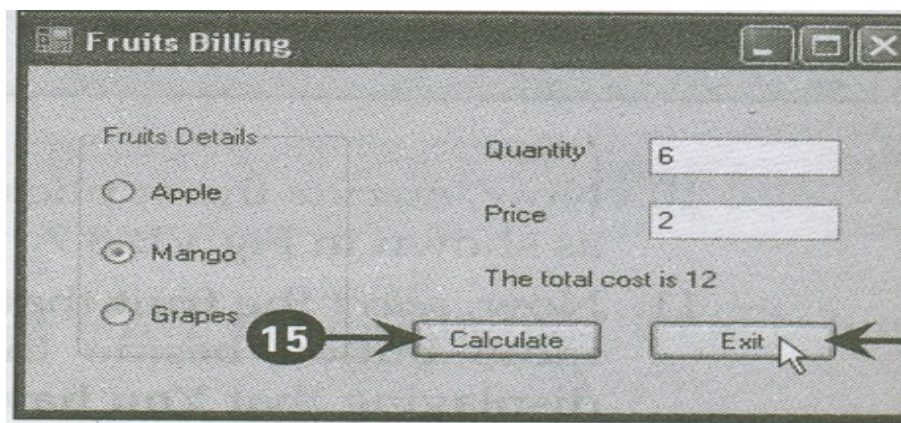 Fruits Billing
Fruits Details
Apple
Mango
Grapes
Quantity
6
Price
2
The total cost is 12
15
Calculate
Exit